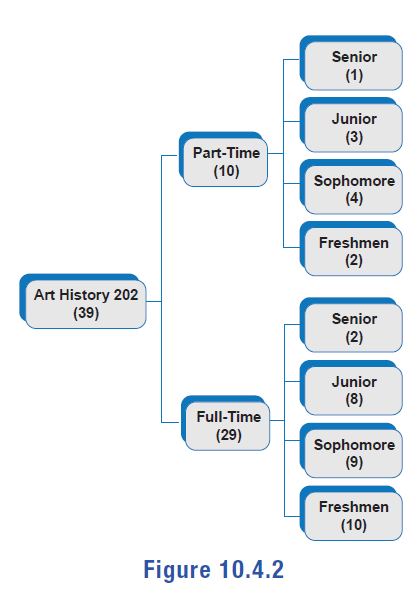 Senior
(1)
Junior
(3)
Part-Time
(10)
Sophomore
(4)
Freshmen
(2)
Art History 202
(39)
Senior
(2)
Junior
(8)
Full-Time
(29)
Sophomore
(9)
Freshmen
(10)
Figure 10.4.2